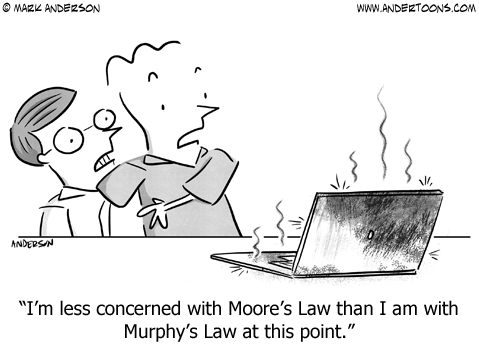 © MARK ANDERSON
WWW.ANDERTOONS.COM
ANDERSON
“I’m less concerned with Moore’s Law than I am with
Murphy’s Law at this point.”